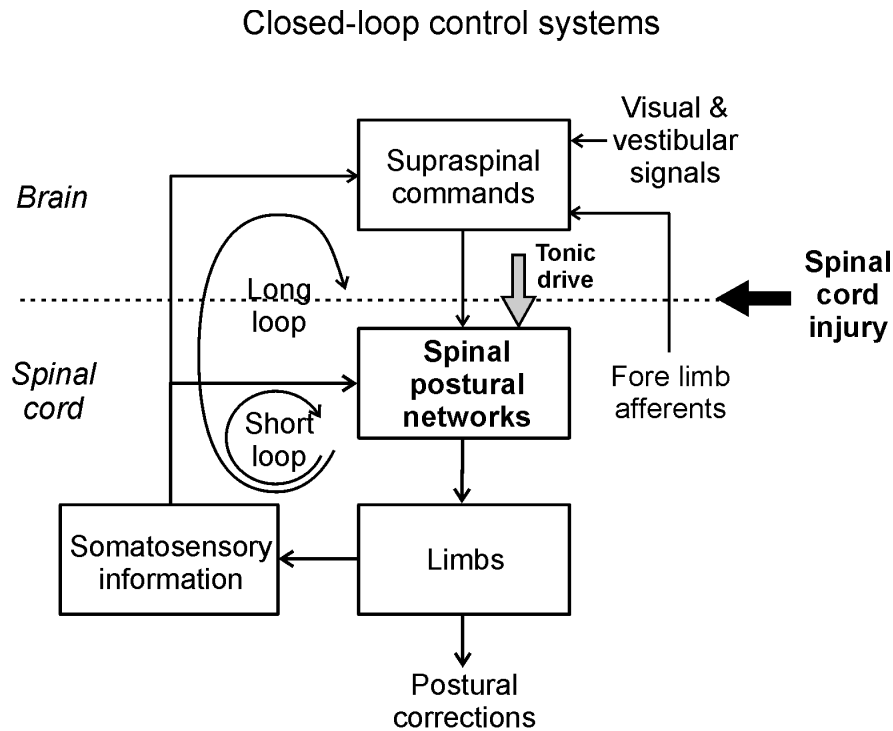 Closed-loop control systems
Visual &
vestibular
signals
Supraspinal
commands
Brain
Tonic
drive
Spinal
cord
injury
Long
loop
Spinal
postural
networks
Spinal
cord
Fore limb
afferents
Short
loop
Somatosensory
information
Limbs
Postural
corrections